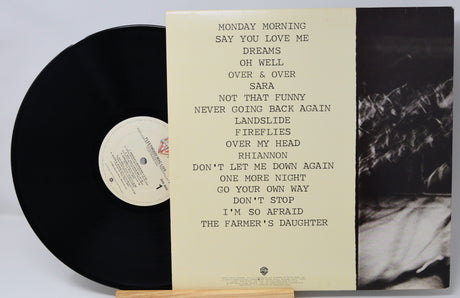 MONDAY MORNING
SAY YOU LOVE ME
DREAMS
OH WELL
OVER & OVER
SARA
NOT THAT FUNNY
NEVER GOING BACK AGAIN
LANDSLIDE
FIREFLIES
OVER MY HEAD
RHIANNON
DON'T LET ME DOWN AGAIN
ONE MORE NIGHT
GO YOUR OWN WAY
DON'T STOP
I'M SO AFRAID
THE FARMER'S DAUGHTER
1